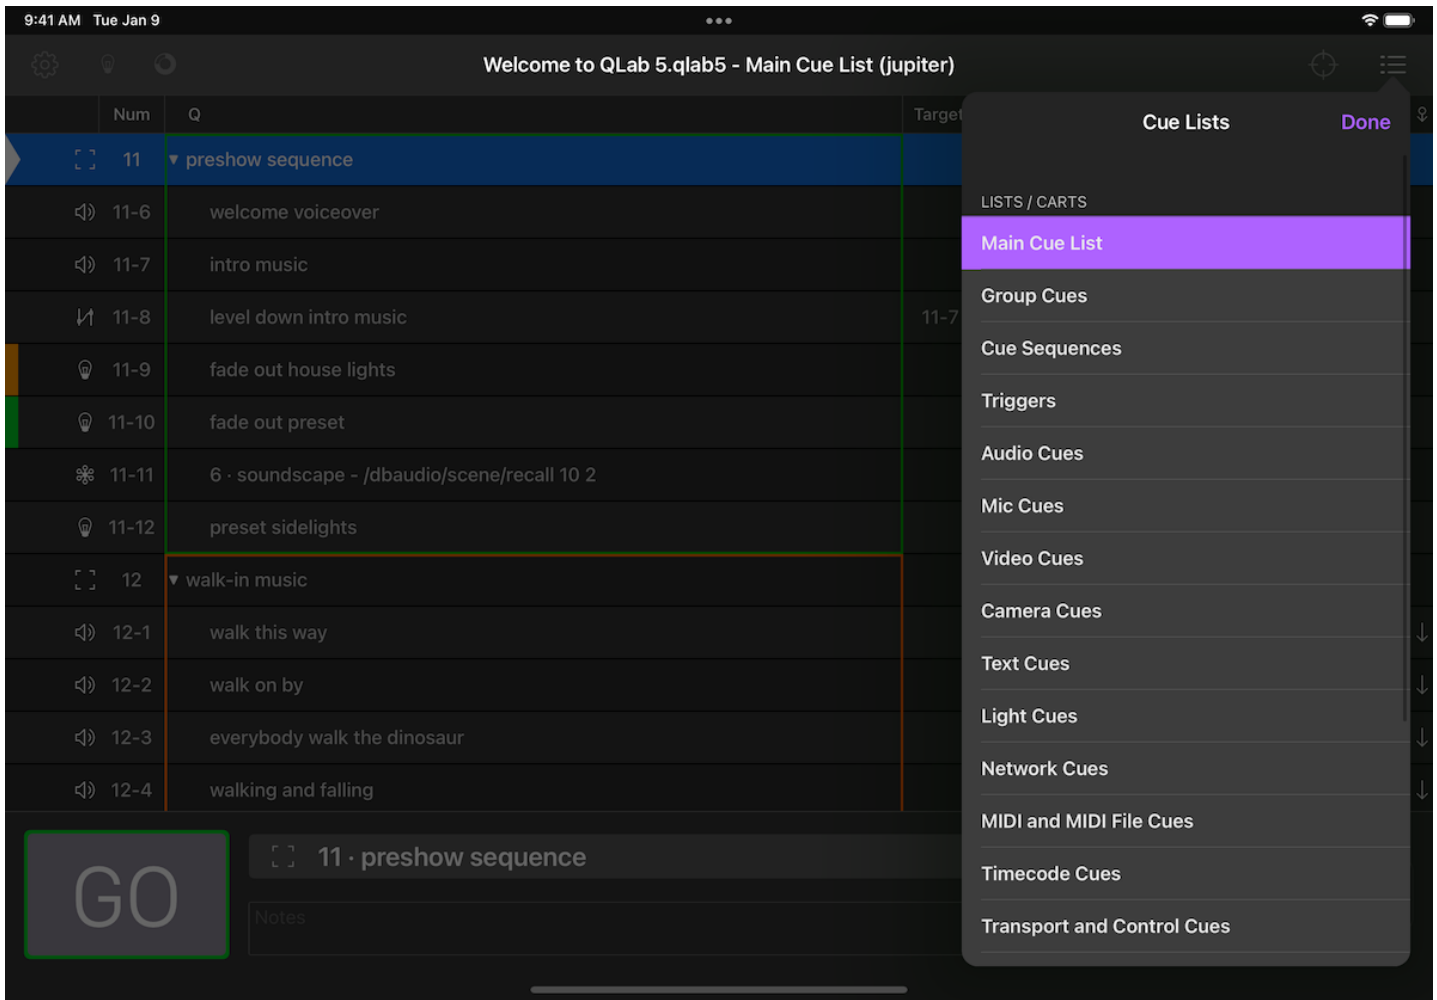 9:41 AM Tue Jan 9
Welcome to QLab 5.qlab5 - Main Cue List (jupiter)
Num Q Target
11 preshow sequence
11-6 welcome voiceover
11-7 intro music
11-8 level down intro music 11-7
11-9 fade out house lights
11-10 fade out preset
11-11 6 · soundscape - /dbaudio/scene/recall 10 2
11-12 preset sidelights
12 walk-in music
12-1 walk this way
12-2 walk on by
12-3 everybody walk the dinosaur
12-4 walking and falling
GO
11 · preshow sequence
Notes
Cue Lists Done
LISTS / CARTS
Main Cue List
Group Cues
Cue Sequences
Triggers
Audio Cues
Mic Cues
Video Cues
Camera Cues
Text Cues
Light Cues
Network Cues
MIDI and MIDI File Cues
Timecode Cues
Transport and Control Cues